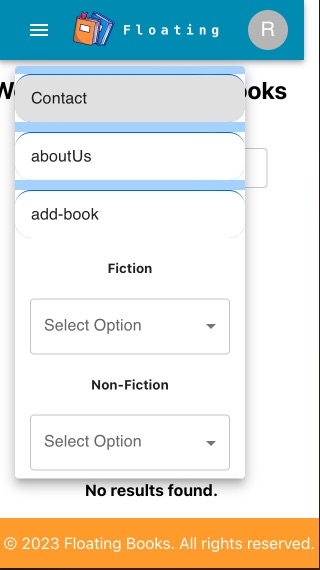 Floating
R
W
oks
Contact
aboutUs
add-book
Fiction
Select Option
Non-Fiction
Select Option
No results found.
© 2023 Floating Books. All rights reserved.